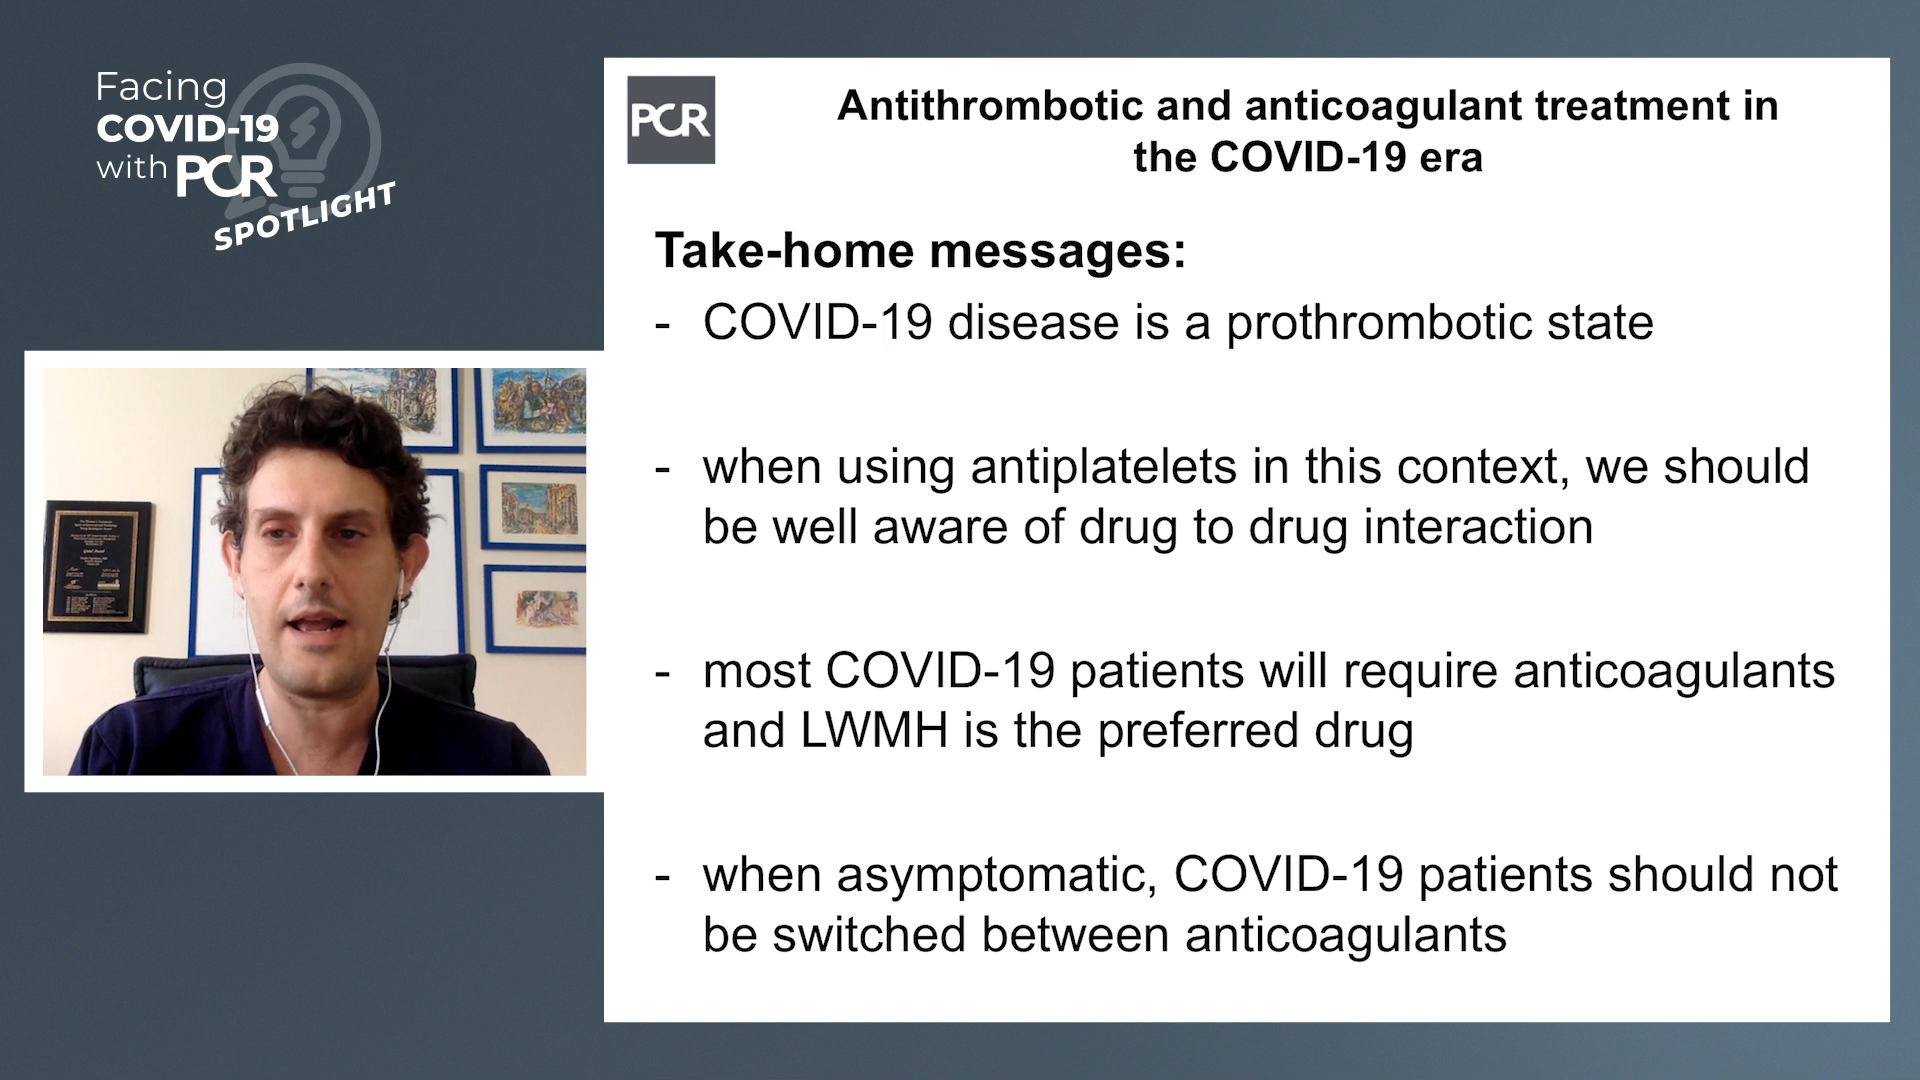 Facing
COVID-19
with PCR
SPOTLIGHT
PCR
Antithrombotic and anticoagulant treatment in
the COVID-19 era
Take-home messages:
- COVID-19 disease is a prothrombotic state
- when using antiplatelets in this context, we should
be well aware of drug to drug interaction
- most COVID-19 patients will require anticoagulants
and LWMH is the preferred drug
- when asymptomatic, COVID-19 patients should not
be switched between anticoagulants